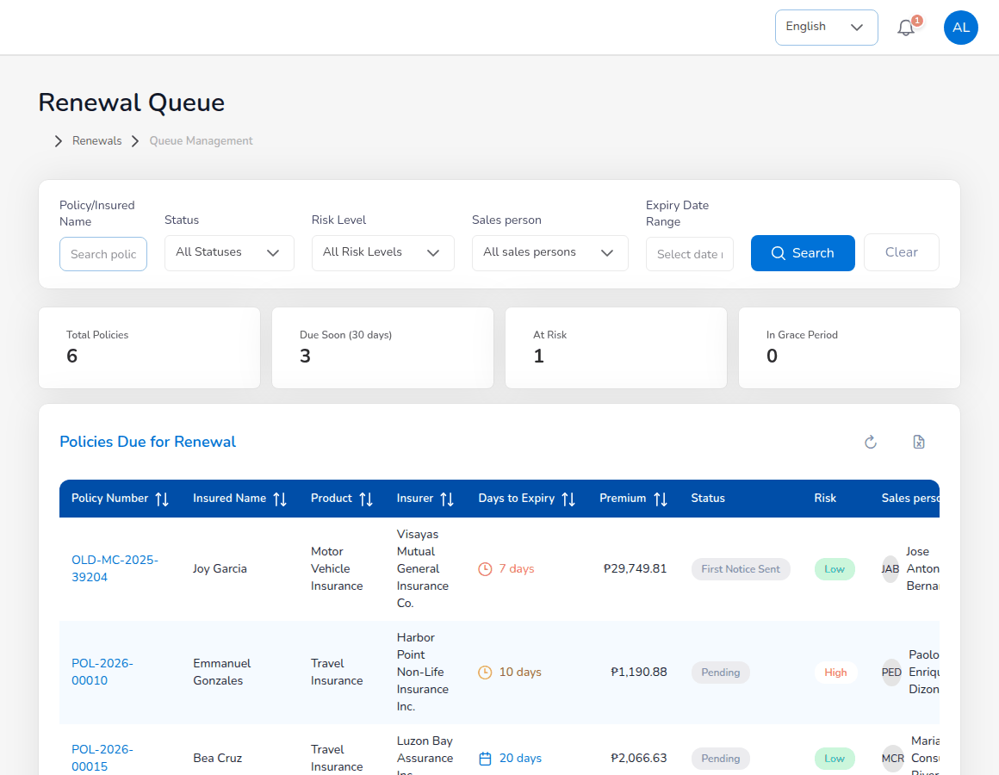 English
1
AL
Renewal Queue
Renewals
Queue Management
Policy/Insured
Name
Status
Risk Level
Sales person
Expiry Date
Range
Search polic
All Statuses
All Risk Levels
All sales persons
Select date
Search
Clear
Total Policies
6
Due Soon (30 days)
3
At Risk
1
In Grace Period
0
Policies Due for Renewal
Policy Number
Insured Name
Product
Insurer
Days to Expiry
Premium
Status
Risk
Sales perso
OLD-MC-2025-
39204
Joy Garcia
Motor
Vehicle
Insurance
Visayas
Mutual
General
Insurance
Co.
7 days
₱29,749.81
First Notice Sent
Low
JAB
Jose
Anton
Berna
POL-2026-
00010
Emmanuel
Gonzales
Travel
Insurance
Harbor
Point
Non-Life
Insurance
Inc.
10 days
₱1,190.88
Pending
High
PED
Paolo
Enriqu
Dizon
POL-2026-
00015
Bea Cruz
Travel
Insurance
Luzon Bay
Assurance
Inc.
20 days
₱2,066.63
Pending
Low
MCR
Maria
Consu
River